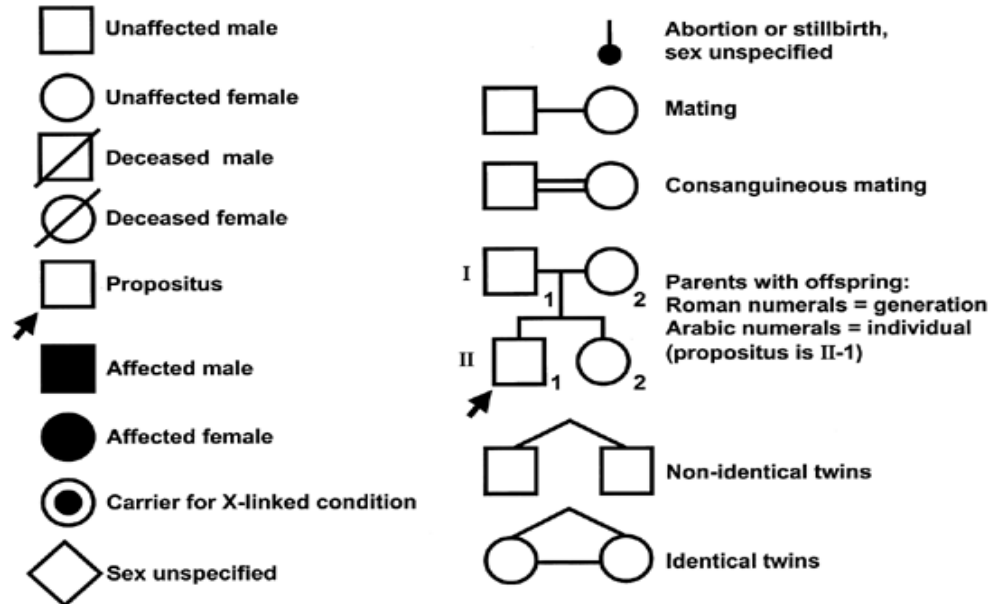 Unaffected male
Unaffected female
Deceased male
Deceased female
Propositus
Affected male
Affected female
Carrier for X-linked condition
Sex unspecified
Abortion or stillbirth,
sex unspecified
Mating
Consanguineous mating
I
1
2
Parents with offspring:
Roman numerals = generation
Arabic numerals = individual
(propositus is II-1)
II
1
2
Non-identical twins
Identical twins